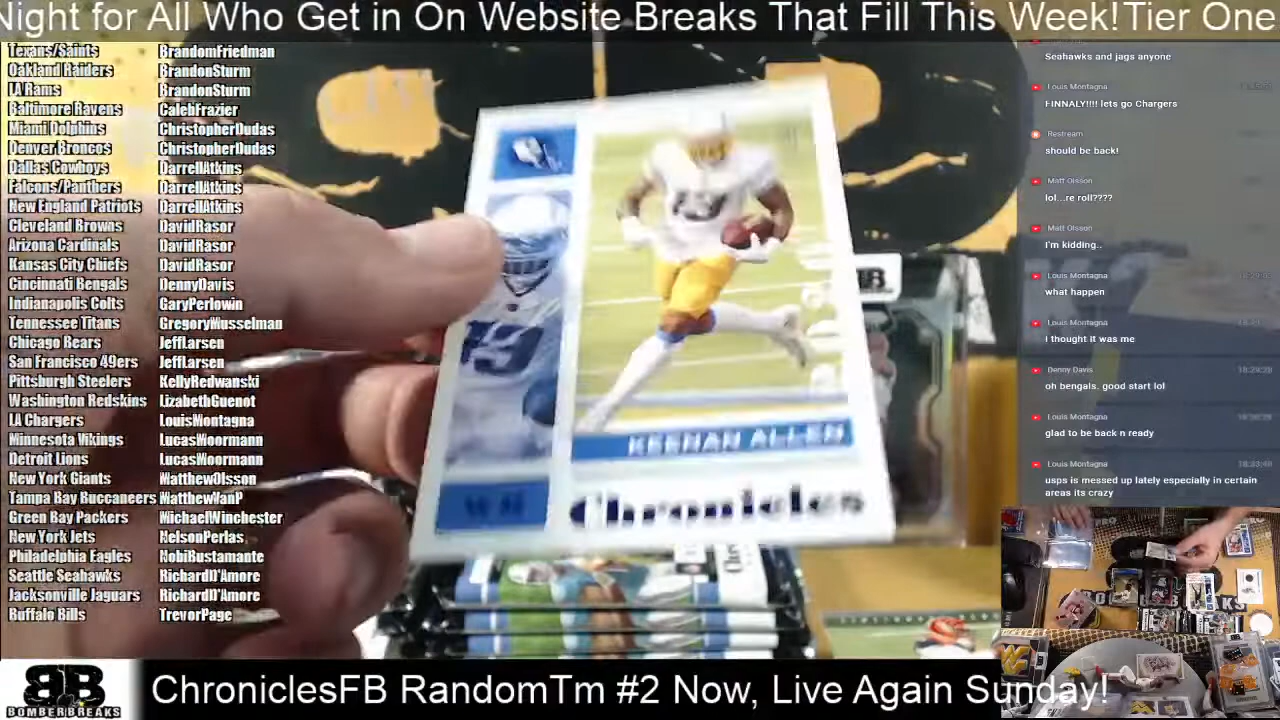 Night for All Who Get in On Website Breaks That Fill This Week! Tier One
Texans/Saints BrandomFriedman
Oakland Raiders BrandonSturm
LA Rams BrandonSturm
Baltimore Ravens CalebFrazier
Miami Dolphins ChristopherDudas
Denver Broncos ChristopherDudas
Dallas Cowboys DarrellAtkins
Falcons/Panthers DarrellAtkins
New England Patriots DarrellAtkins
Cleveland Browns DavidRasor
Arizona Cardinals DavidRasor
Kansas City Chiefs DavidRasor
Cincinnati Bengals DennyDavis
Indianapolis Colts GaryPerlowin
Tennessee Titans GregoryMusselman
Chicago Bears JeffLarsen
San Francisco 49ers JeffLarsen
Pittsburgh Steelers KellyRedwanski
Washington Redskins LizabethGuenot
LA Chargers LouisMontagna
Minnesota Vikings LucasWoormann
Detroit Lions LucasWoormann
New York Giants MatthewOlsson
Tampa Bay Buccaneers MatthewVanP
Green Bay Packers MichaelWinchester
New York Jets NelsonPerlas
Philadelphia Eagles NobiBustamante
Seattle Seahawks RichardD'Amore
Jacksonville Jaguars RichardD'Amore
Buffalo Bills TrevorPage
13
13
KEENAN ALLEN
Chronicles
Seahawks and jags anyone
Louis Montagna
FINNALY!!!! lets go Chargers
Restream
should be back!
Matt Olsson
lol...re roll????
Matt Olsson
I'm kidding..
Louis Montagna
what happen
Louis Montagna
I thought it was me
Denny Davis
oh bengals. good start lol
Louis Montagna
glad to be back n ready
Louis Montagna
usps is messed up lately especially in certain
areas its crazy
BB
BOMBERBREAKS
ChroniclesFB RandomTm #2 Now, Live Again Sunday!